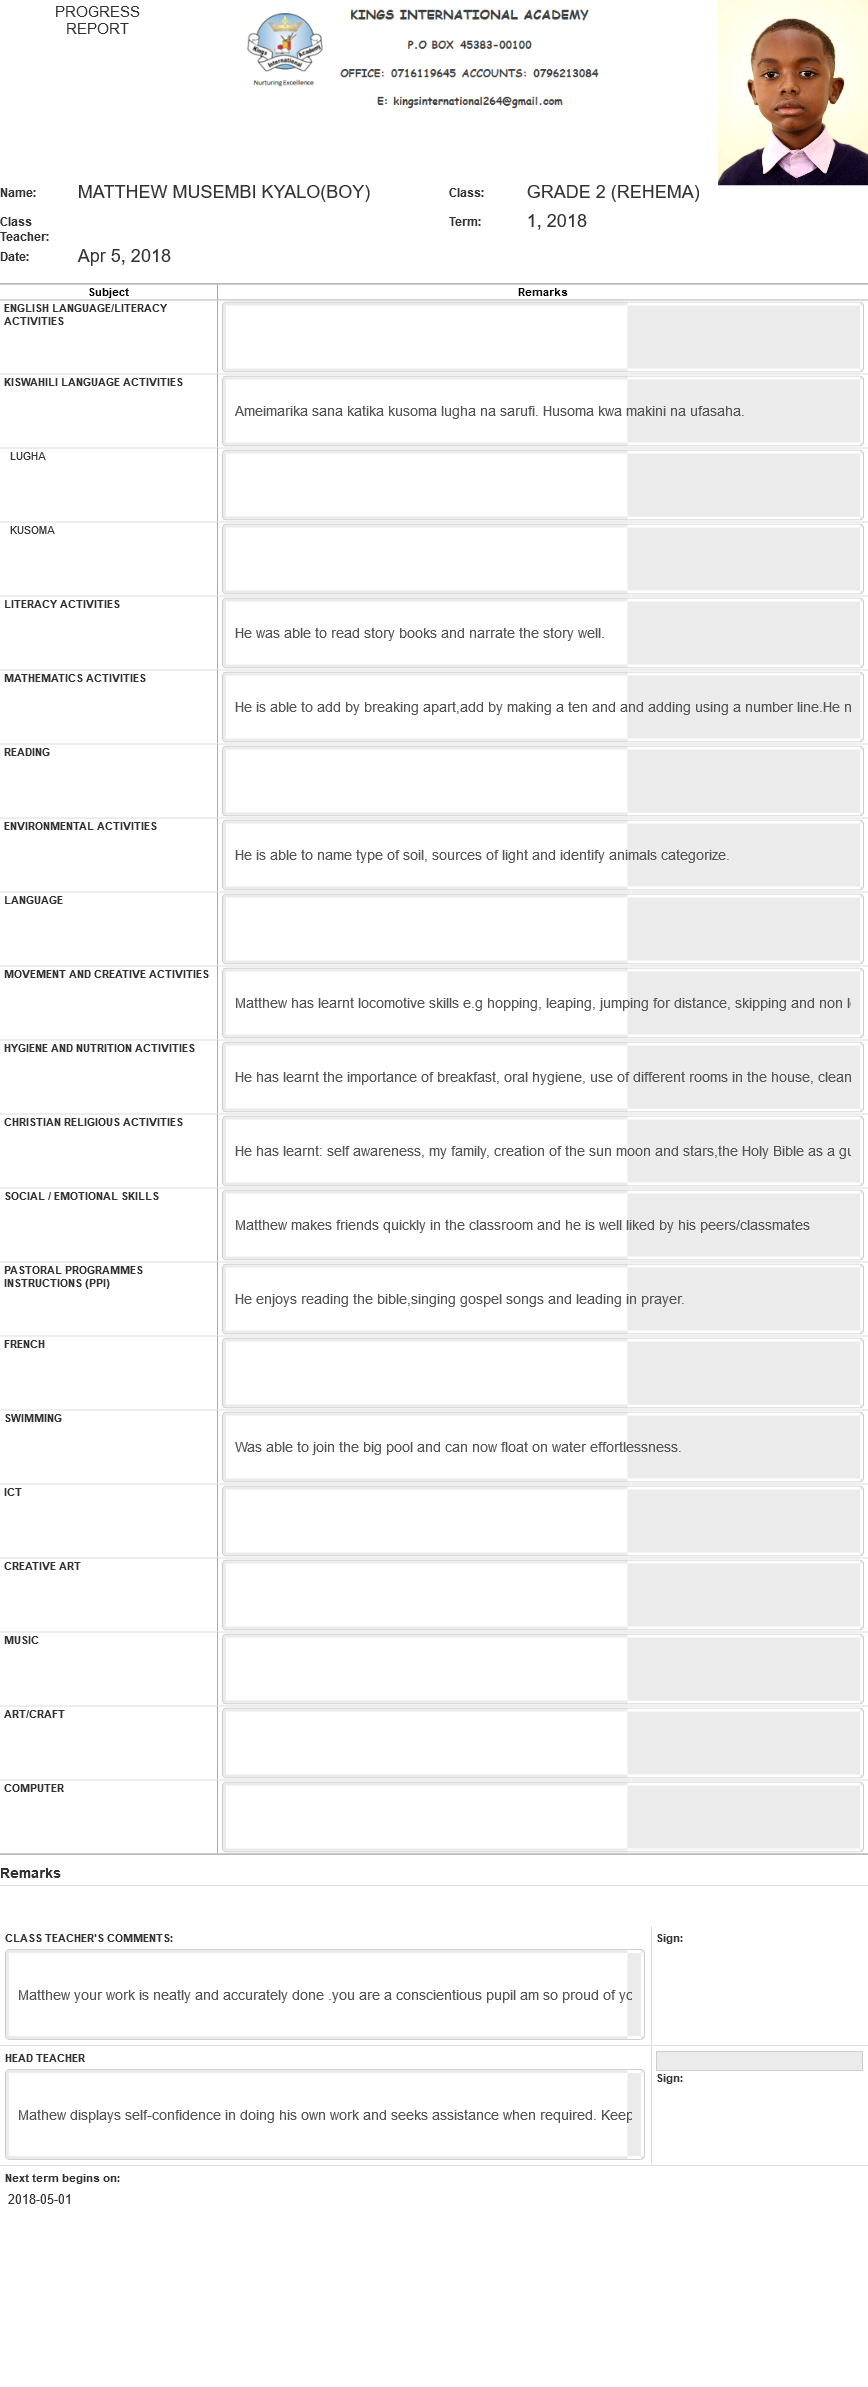 PROGRESS
REPORT
KINGS INTERNATIONAL ACADEMY
P.O BOX 45383-00100
OFFICE: 0716119645 ACCOUNTS: 0796213084
E: kingsinternational264@gmail.com
Kings International Academy
Nurturing Excellence
Name: MATTHEW MUSEMBI KYALO(BOY) Class: GRADE 2 (REHEMA)
Class Term: 1, 2018
Teacher:
Date: Apr 5, 2018
Subject Remarks
ENGLISH LANGUAGE/LITERACY
ACTIVITIES
KISWAHILI LANGUAGE ACTIVITIES
Ameimarika sana katika kusoma lugha na sarufi. Husoma kwa makini na ufasaha.
LUGHA
KUSOMA
LITERACY ACTIVITIES
He was able to read story books and narrate the story well.
MATHEMATICS ACTIVITIES
He is able to add by breaking apart,add by making a ten and and adding using a number line.He n
READING
ENVIRONMENTAL ACTIVITIES
He is able to name type of soil, sources of light and identify animals categorize.
LANGUAGE
MOVEMENT AND CREATIVE ACTIVITIES
Matthew has learnt locomotive skills e.g hopping, leaping, jumping for distance, skipping and non
HYGIENE AND NUTRITION ACTIVITIES
He has learnt the importance of breakfast, oral hygiene, use of different rooms in the house, clean
CHRISTIAN RELIGIOUS ACTIVITIES
He has learnt: self awareness, my family, creation of the sun moon and stars,the Holy Bible as a
SOCIAL / EMOTIONAL SKILLS
Matthew makes friends quickly in the classroom and he is well liked by his peers/classmates
PASTORAL PROGRAMMES
INSTRUCTIONS (PPI)
He enjoys reading the bible,singing gospel songs and leading in prayer.
FRENCH
SWIMMING
Was able to join the big pool and can now float on water effortlessness.
ICT
CREATIVE ART
MUSIC
ART/CRAFT
COMPUTER
Remarks
CLASS TEACHER'S COMMENTS: Sign:
Matthew your work is neatly and accurately done .you are a conscientious pupil am so proud of
HEAD TEACHER
Sign:
Mathew displays self-confidence in doing his own work and seeks assistance when required. Keep
Next term begins on:
2018-05-01